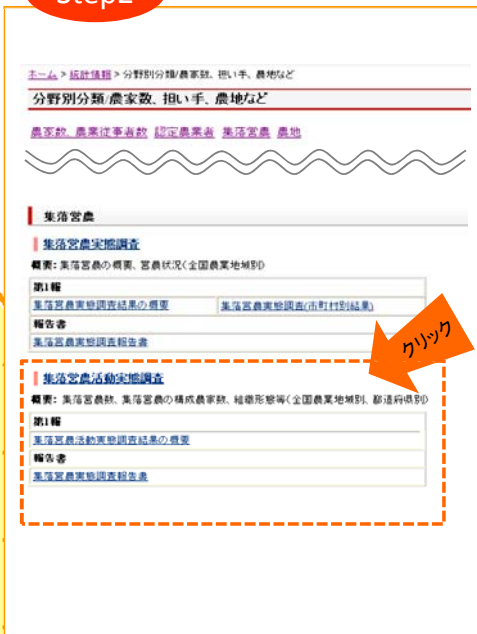 Step2
ホーム > 統計情報 > 分野別分類/農家数、担い手、農地など
分野別分類/農家数、担い手、農地など
農家数、農業従事者数 認定農業者 集落営農 農地
集落営農
集落営農実態調査
概要: 集落営農の概要、営農状況(全国農業地域別)
第1報
集落営農実態調査結果の概要 集落営農実態調査(市町村別結果)
報告書
集落営農実態調査報告書
クリック
集落営農活動実態調査
概要: 集落営農数、集落営農の構成農家数、組織形態等(全国農業地域別、都道府県別)
第1報
集落営農活動実態調査結果の概要
報告書
集落営農実態調査報告書